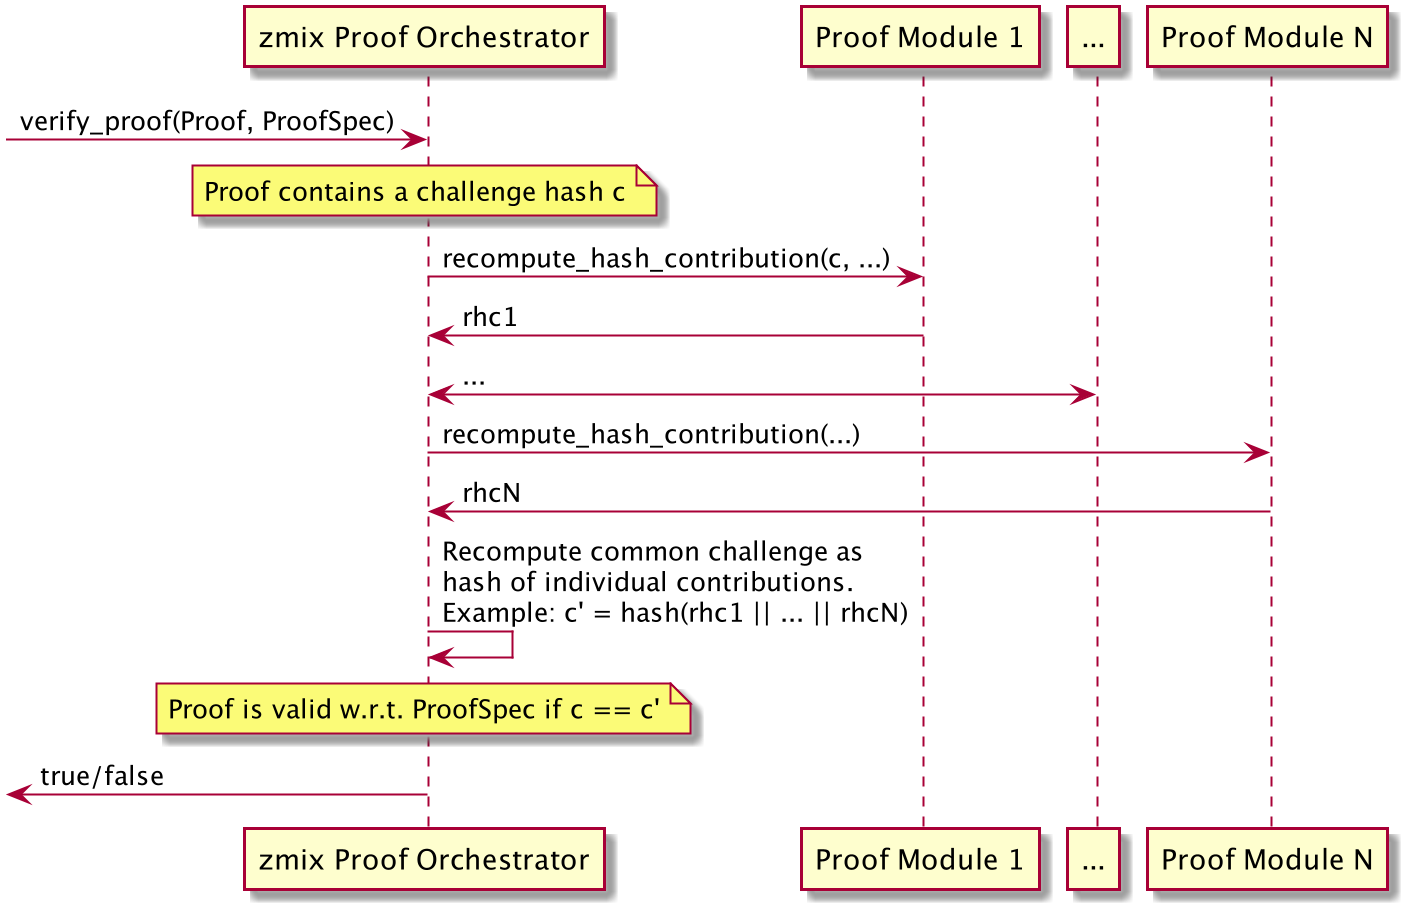 zmix Proof Orchestrator
Proof Module 1
...
Proof Module N
verify_proof(Proof, ProofSpec)
Proof contains a challenge hash c
recompute_hash_contribution(c, ...)
rhc1
...
recompute_hash_contribution(...)
rhcN
Recompute common challenge as
hash of individual contributions.
Example: c' = hash(rhc1 || ... || rhcN)
Proof is valid w.r.t. ProofSpec if c == c'
true/false
zmix Proof Orchestrator
Proof Module 1
...
Proof Module N